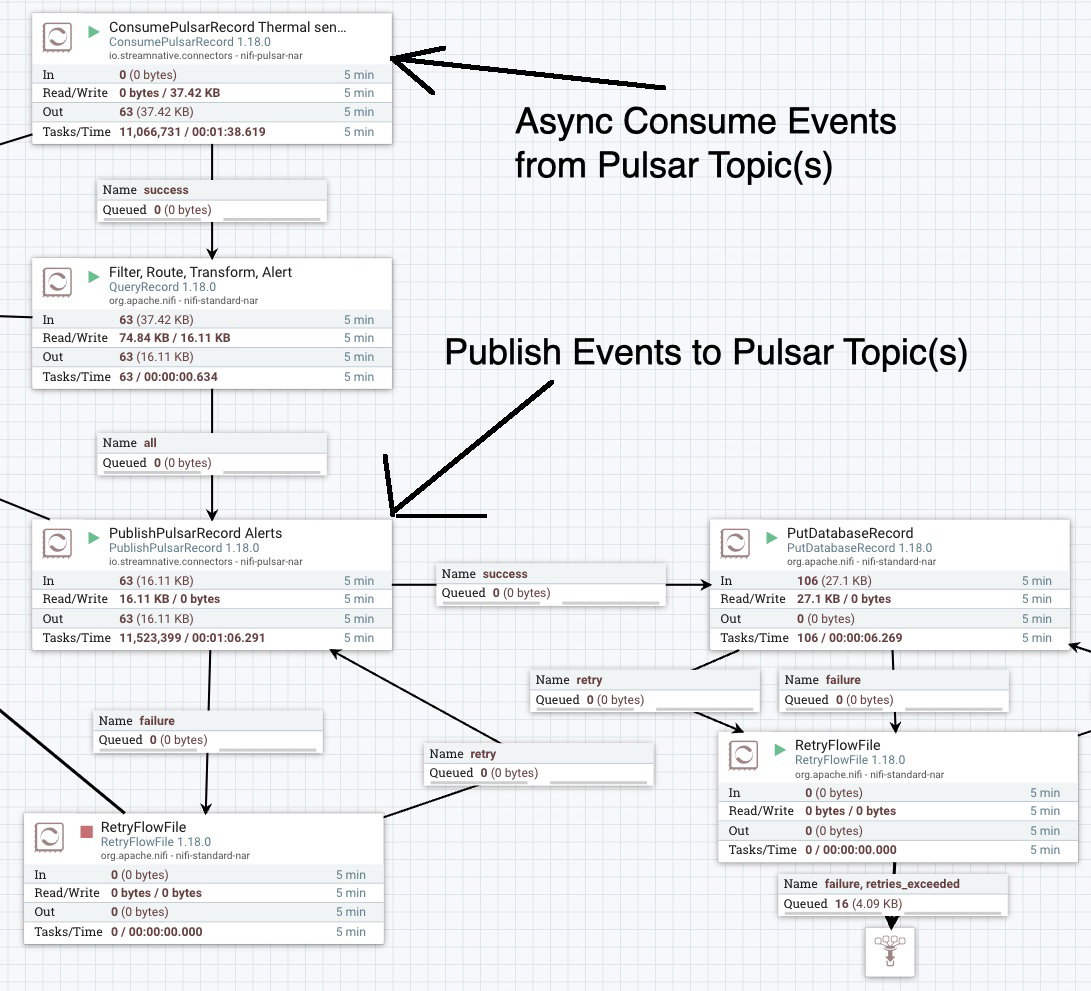 ConsumePulsarRecord Thermal sen...
ConsumePulsarRecord 1.18.0
io.streamnative.connectors - nifi-pulsar-nar
In 0 (0 bytes) 5 min
Read/Write 0 bytes / 37.42 KB 5 min
Out 63 (37.42 KB) 5 min
Tasks/Time 11,066,731 / 00:01:38.619 5 min
Async Consume Events
from Pulsar Topic(s)
Name success
Queued 0 (0 bytes)
Filter, Route, Transform, Alert
QueryRecord 1.18.0
org.apache.nifi - nifi-standard-nar
In 63 (37.42 KB) 5 min
Read/Write 74.84 KB / 16.11 KB 5 min
Out 63 (16.11 KB) 5 min
Tasks/Time 63 / 00:00:00.634 5 min
Publish Events to Pulsar Topic(s)
Name all
Queued 0 (0 bytes)
PublishPulsarRecord Alerts
PublishPulsarRecord 1.18.0
io.streamnative.connectors - nifi-pulsar-nar
In 63 (16.11 KB) 5 min
Read/Write 16.11 KB / 0 bytes 5 min
Out 63 (16.11 KB) 5 min
Tasks/Time 11,523,399 / 00:01:06.291 5 min
Name success
Queued 0 (0 bytes)
PutDatabaseRecord
PutDatabaseRecord 1.18.0
org.apache.nifi - nifi-standard-nar
In 106 (27.1 KB) 5 min
Read/Write 27.1 KB / 0 bytes 5 min
Out 0 (0 bytes) 5 min
Tasks/Time 106 / 00:00:06.269 5 min
Name retry
Queued 0 (0 bytes)
Name failure
Queued 0 (0 bytes)
Name failure
Queued 0 (0 bytes)
Name retry
Queued 0 (0 bytes)
RetryFlowFile
RetryFlowFile 1.18.0
org.apache.nifi - nifi-standard-nar
In 0 (0 bytes) 5 min
Read/Write 0 bytes / 0 bytes 5 min
Out 0 (0 bytes) 5 min
Tasks/Time 0 / 00:00:00.000 5 min
RetryFlowFile
RetryFlowFile 1.18.0
org.apache.nifi - nifi-standard-nar
In 0 (0 bytes) 5 min
Read/Write 0 bytes / 0 bytes 5 min
Out 0 (0 bytes) 5 min
Tasks/Time 0 / 00:00:00.000 5 min
Name failure, retries_exceeded
Queued 16 (4.09 KB)